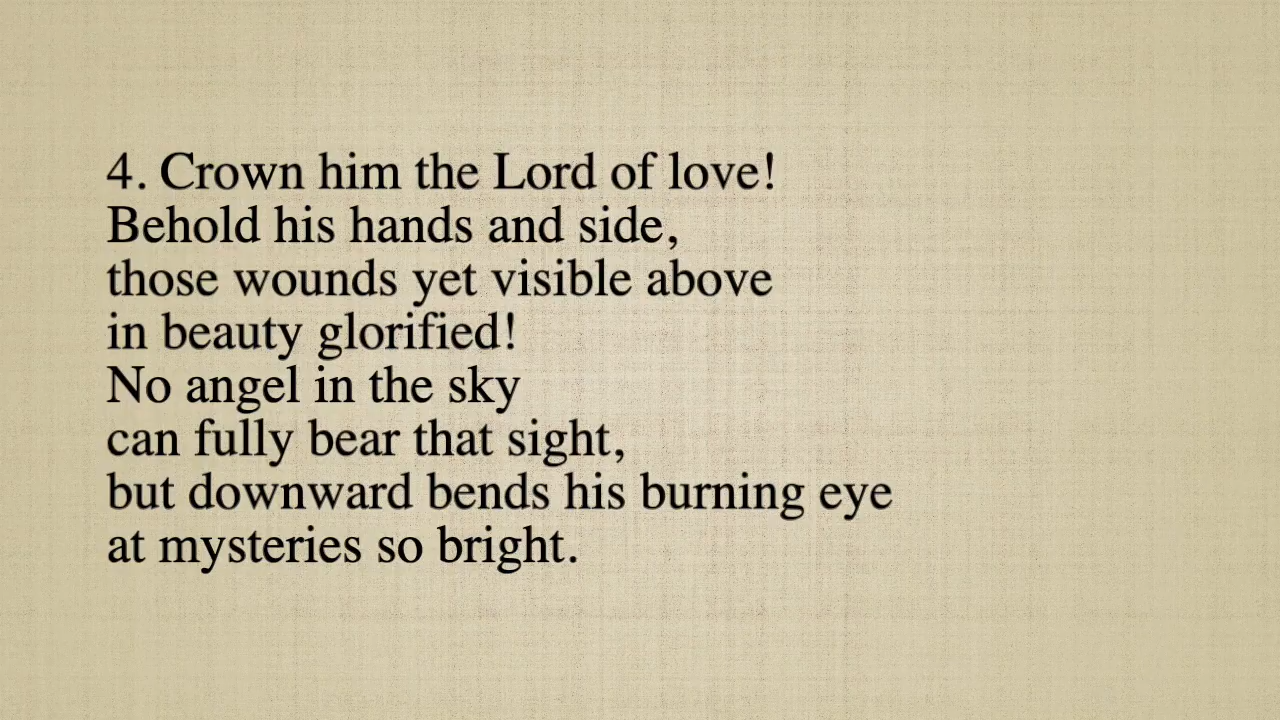 4. Crown him the Lord of love!
Behold his hands and side,
those wounds yet visible above
in beauty glorified!
No angel in the sky
can fully bear that sight,
but downward bends his burning eye
at mysteries so bright.